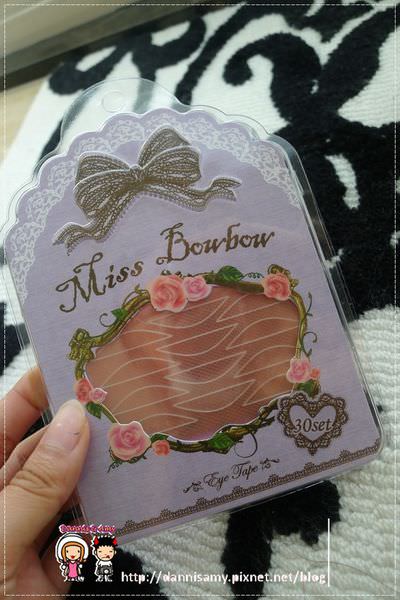 Miss Bowbow
30set
Eye Tape
http://dannisamy.pixnet.net/blog